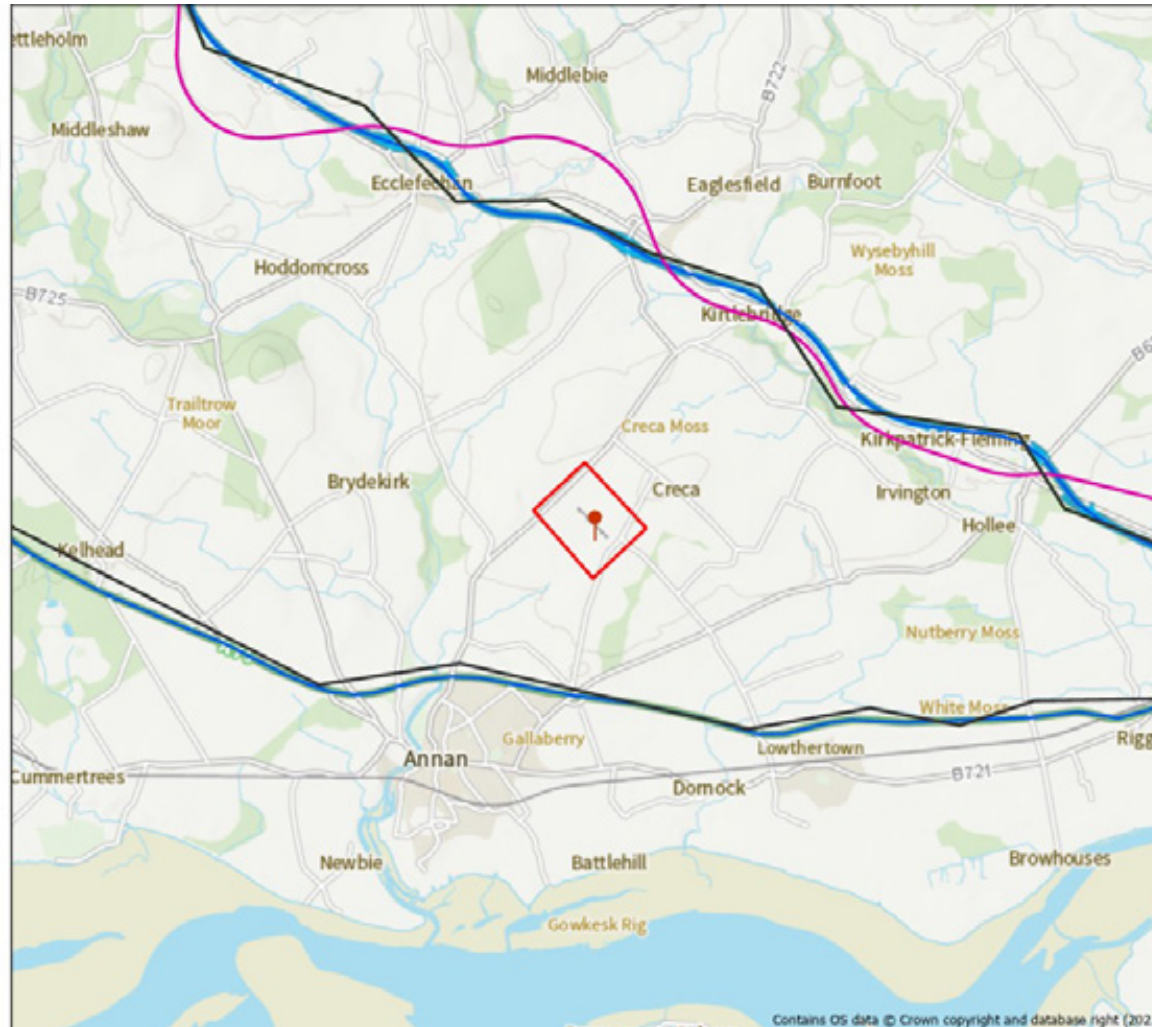 ettleholm
Middlebie
B722
Middleshaw
Ecclefechan
Eaglesfield
Burnfoot
Hoddomcross
Wysebyhill
Moss
B725
Kirtlebridge
Trailtrow
Moor
Creca Moss
Kirkpatrick-Fleming
Brydekirk
Creca
Irvington
Hollee
Kelhead
Nutberry Moss
White Moss
Gallaberry
Lowthertown
Rigg
Annan
Cummertrees
B721
Dornock
Newbie
Battlehill
Browhouses
Gowkesk Rig
Contains OS data © Crown copyright and database right (202